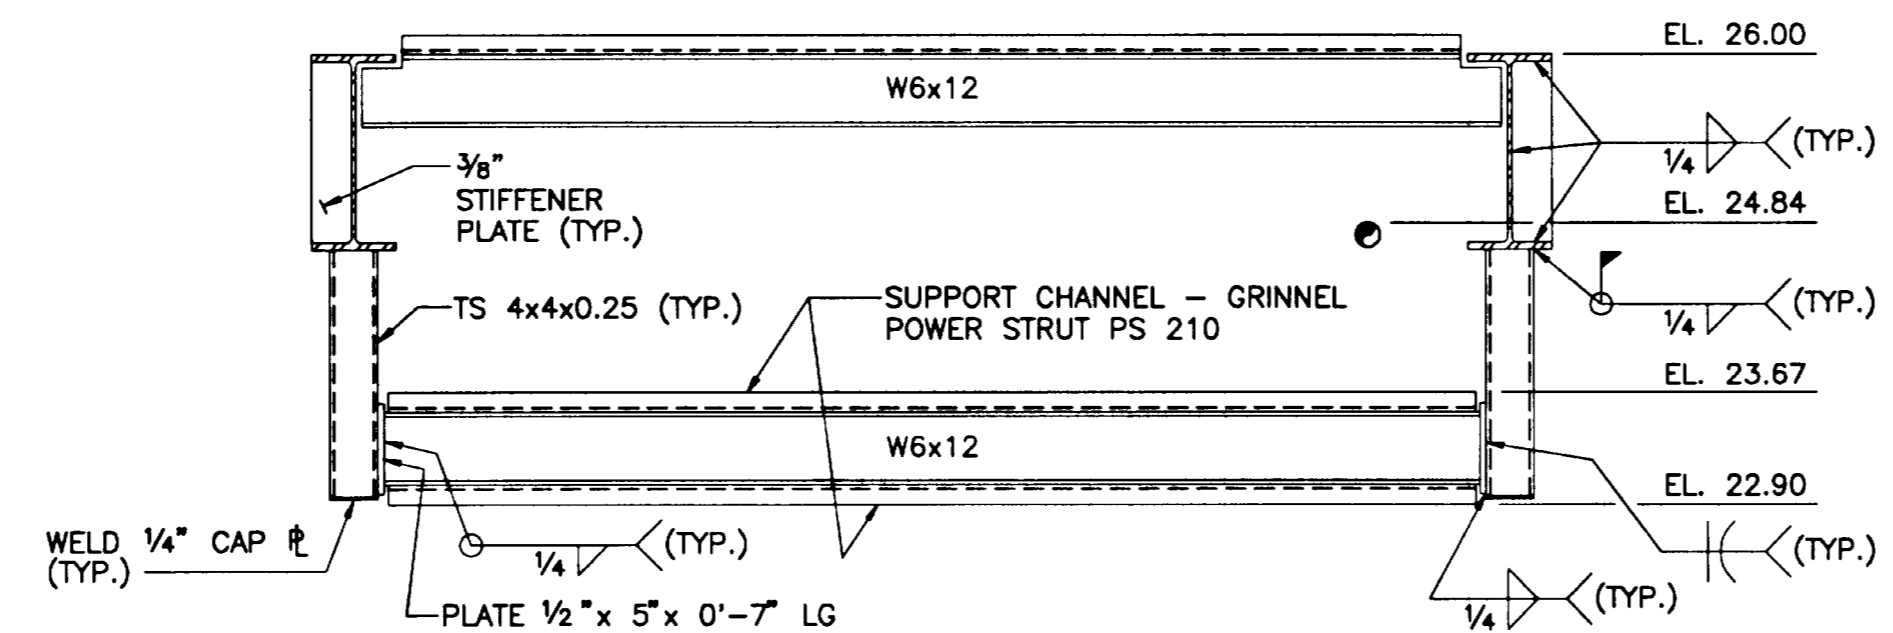 EL. 26.00
W6x12
1/4 (TYP.)
3/8"
STIFFENER
PLATE (TYP.)
EL. 24.84
TS 4x4x0.25 (TYP.)
SUPPORT CHANNEL – GRINNEL
POWER STRUT PS 210
1/4 (TYP.)
EL. 23.67
W6x12
EL. 22.90
WELD 1/4" CAP PL
(TYP.)
1/4 (TYP.)
(TYP.)
1/4 (TYP.)
PLATE 1/2"x 5"x 0'–7" LG